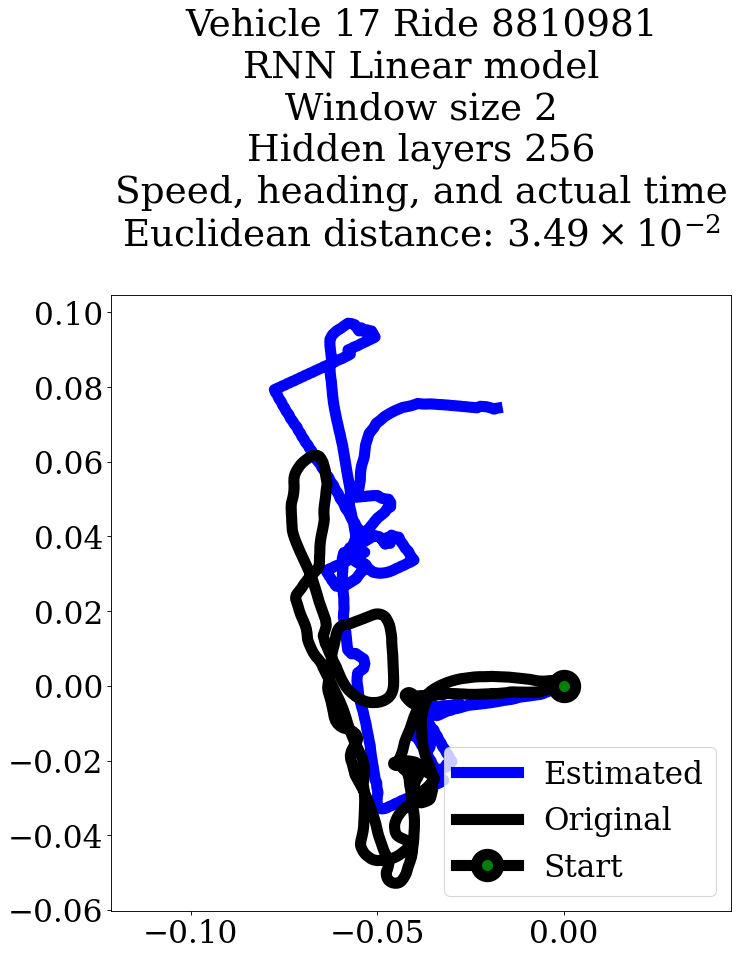 Vehicle 17 Ride 8810981
RNN Linear model
Window size 2
Hidden layers 256
Speed, heading, and actual time
Euclidean distance: 3.49 × 10⁻²
0.10
0.08
0.06
0.04
0.02
0.00
−0.02
−0.04
−0.06
Estimated
Original
Start
−0.10 −0.05 0.00